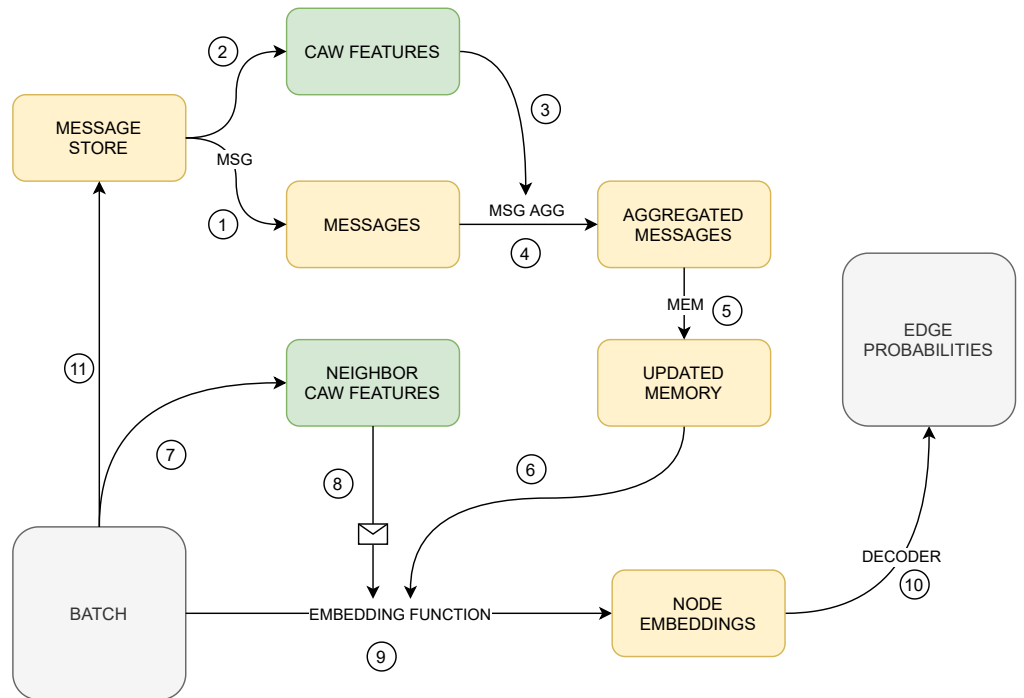 2
CAW FEATURES
3
MESSAGE
STORE
MSG
1
MESSAGES
MSG AGG
4
AGGREGATED
MESSAGES
MEM
5
EDGE
PROBABILITIES
11
NEIGHBOR
CAW FEATURES
UPDATED
MEMORY
7
8
6
BATCH
EMBEDDING FUNCTION
9
NODE
EMBEDDINGS
DECODER
10